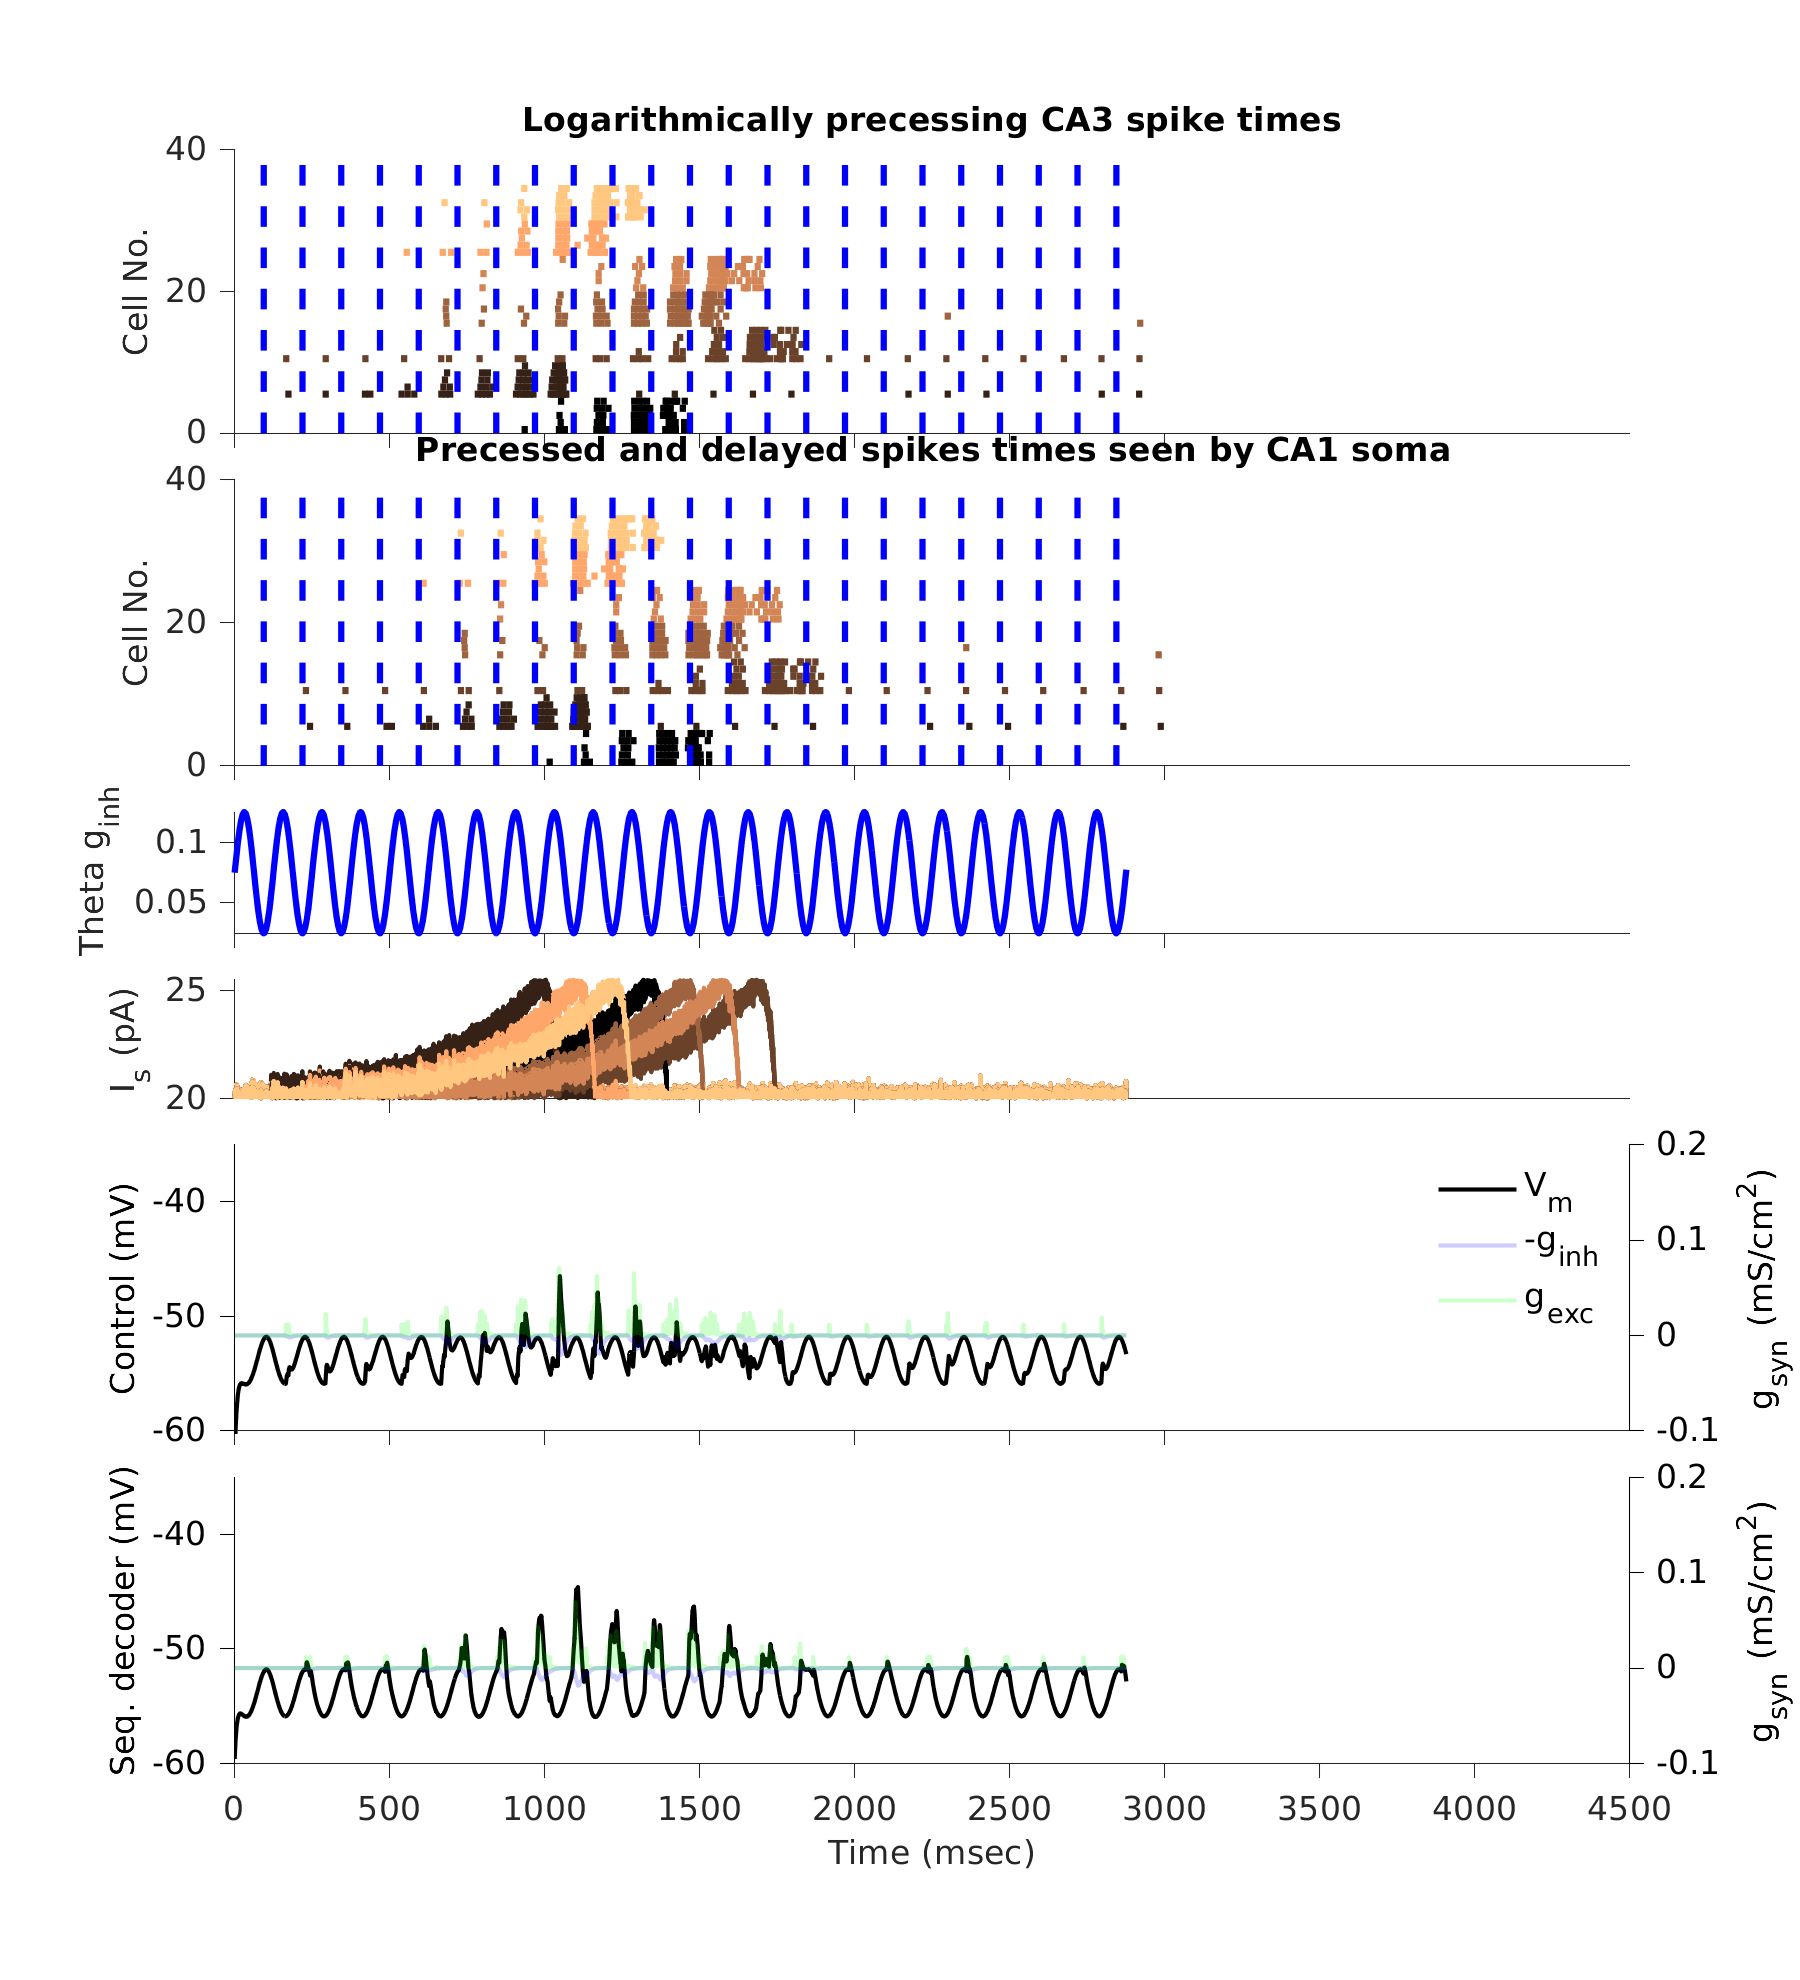 Logarithmically precessing CA3 spike times
40
20
0
Cell No.
Precessed and delayed spikes times seen by CA1 soma
40
20
0
Cell No.
0.1
0.05
Theta g_inh
25
20
I_s (pA)
-40
-50
-60
Control (mV)
V_m
-g_inh
g_exc
0.2
0.1
0
-0.1
g_syn (mS/cm^2)
-40
-50
-60
Seq. decoder (mV)
0.2
0.1
0
-0.1
g_syn (mS/cm^2)
0 500 1000 1500 2000 2500 3000 3500 4000 4500
Time (msec)